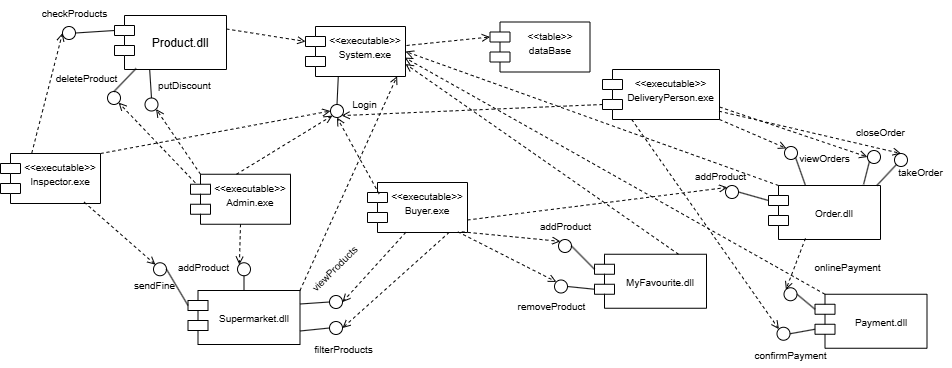 checkProducts
Product.dll
<<executable>>
System.exe
<<table>>
dataBase
deleteProduct
putDiscount
Login
<<executable>>
DeliveryPerson.exe
closeOrder
viewOrders
takeOrder
<<executable>>
Inspector.exe
<<executable>>
Admin.exe
<<executable>>
Buyer.exe
addProduct
Order.dll
addProduct
sendFine
addProduct
viewProducts
removeProduct
MyFavourite.dll
onlinePayment
Supermarket.dll
filterProducts
Payment.dll
confirmPayment